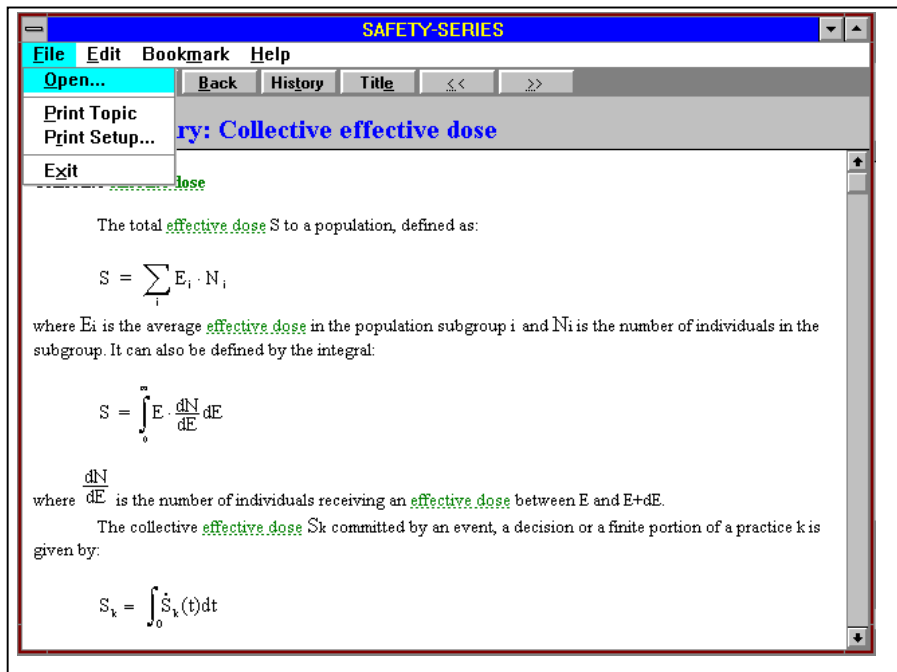 SAFETY-SERIES
File Edit Bookmark Help
Open... Back History Title << >>
Print Topic
Print Setup...
Exit
ry: Collective effective dose
dose
The total effective dose S to a population, defined as:
S = ∑ i E i · N i
where Ei is the average effective dose in the population subgroup i and Ni is the number of individuals in the
subgroup. It can also be defined by the integral:
S = ∫ 0 ∞ E · dN/dE dE
where dN/dE is the number of individuals receiving an effective dose between E and E+dE.
The collective effective dose Sk committed by an event, a decision or a finite portion of a practice k is
given by:
S k = ∫ 0 Ṡ k (t)dt